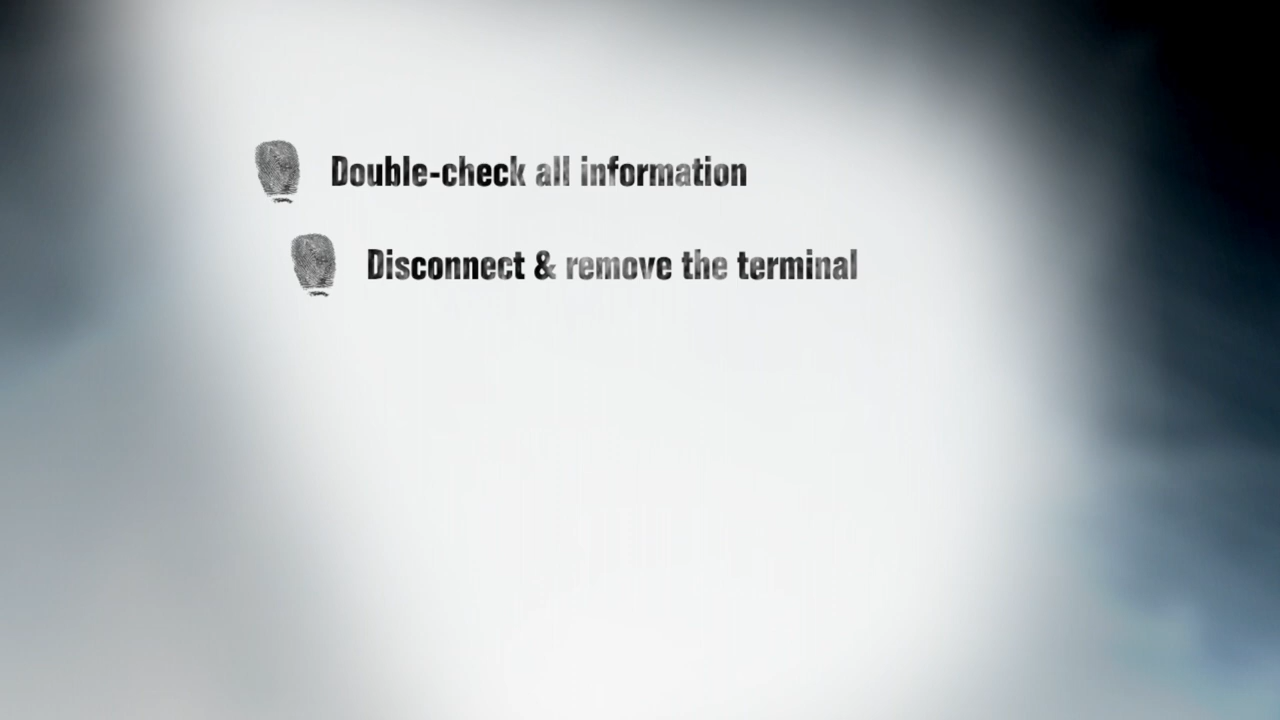 Double-check all information
Disconnect & remove the terminal